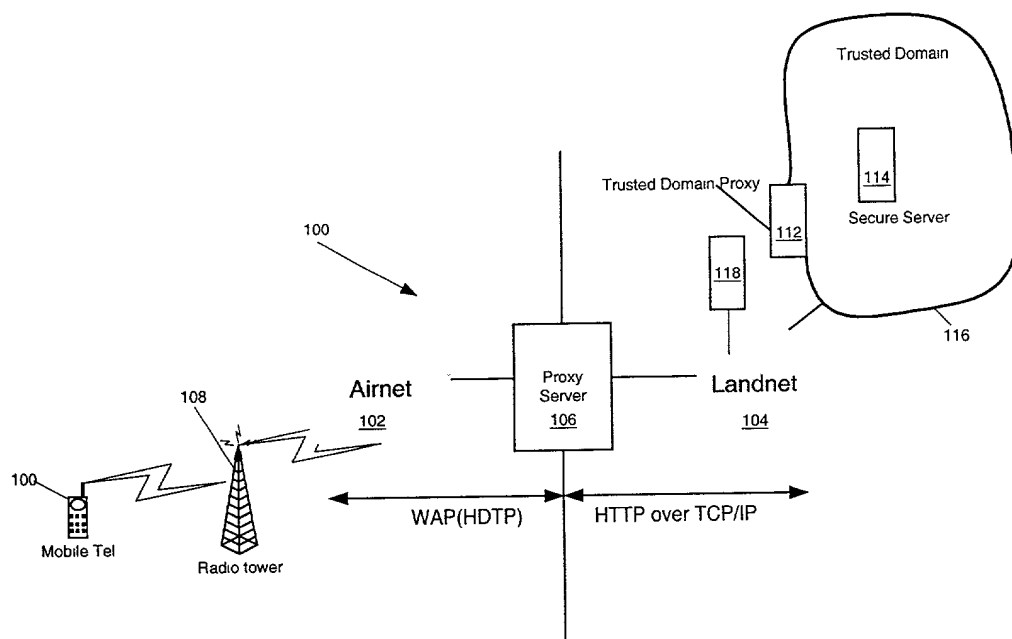 Trusted Domain
114
Secure Server
Trusted Domain Proxy
112
118
116
100
Proxy
Server
106
Airnet
102
Landnet
104
108
100
Mobile Tel
Radio tower
WAP(HDTP)
HTTP over TCP/IP